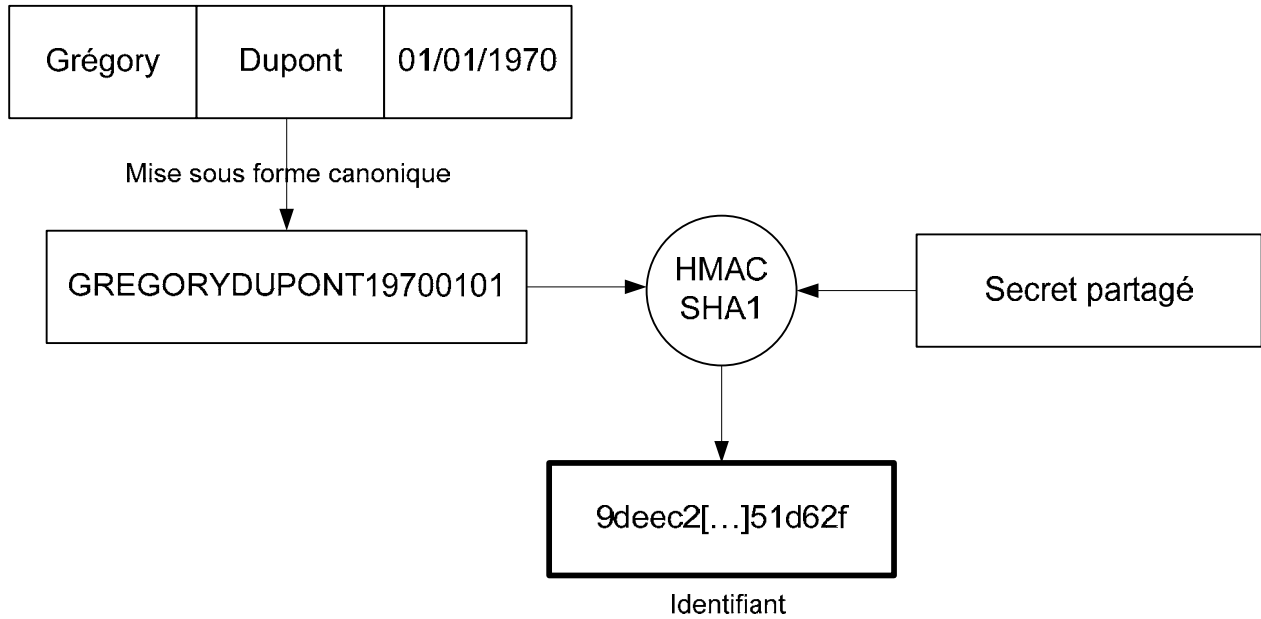 Grégory Dupont 01/01/1970
Mise sous forme canonique
GREGORYDUPONT19700101
HMAC
SHA1
Secret partagé
9deec2[…]51d62f
Identifiant